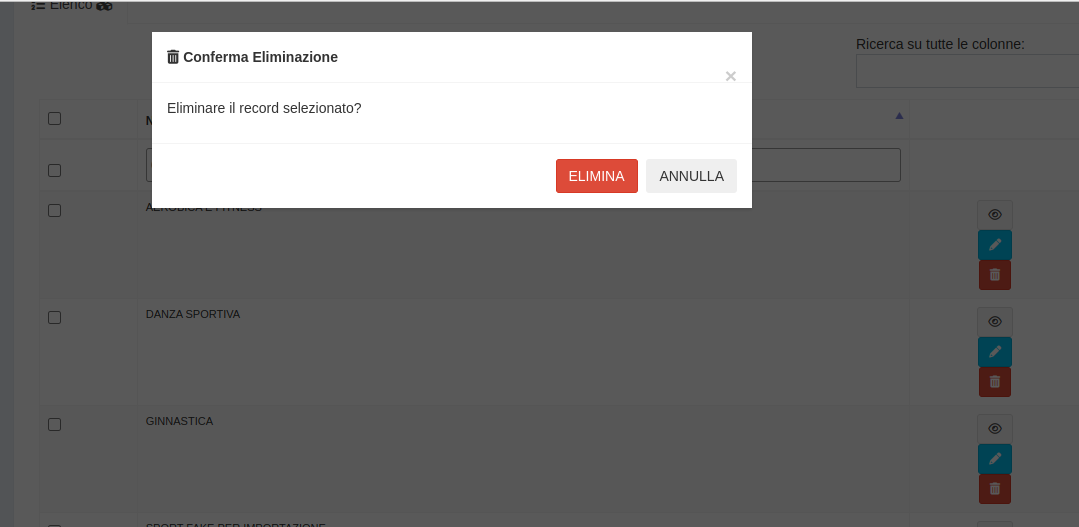 Elenco
Conferma Eliminazione
×
Ricerca su tutte le colonne:
Eliminare il record selezionato?
N
ELIMINA
ANNULLA
AEROBICA E FITNESS
DANZA SPORTIVA
GINNASTICA
SPORT FAKE PER IMPORTAZIONE